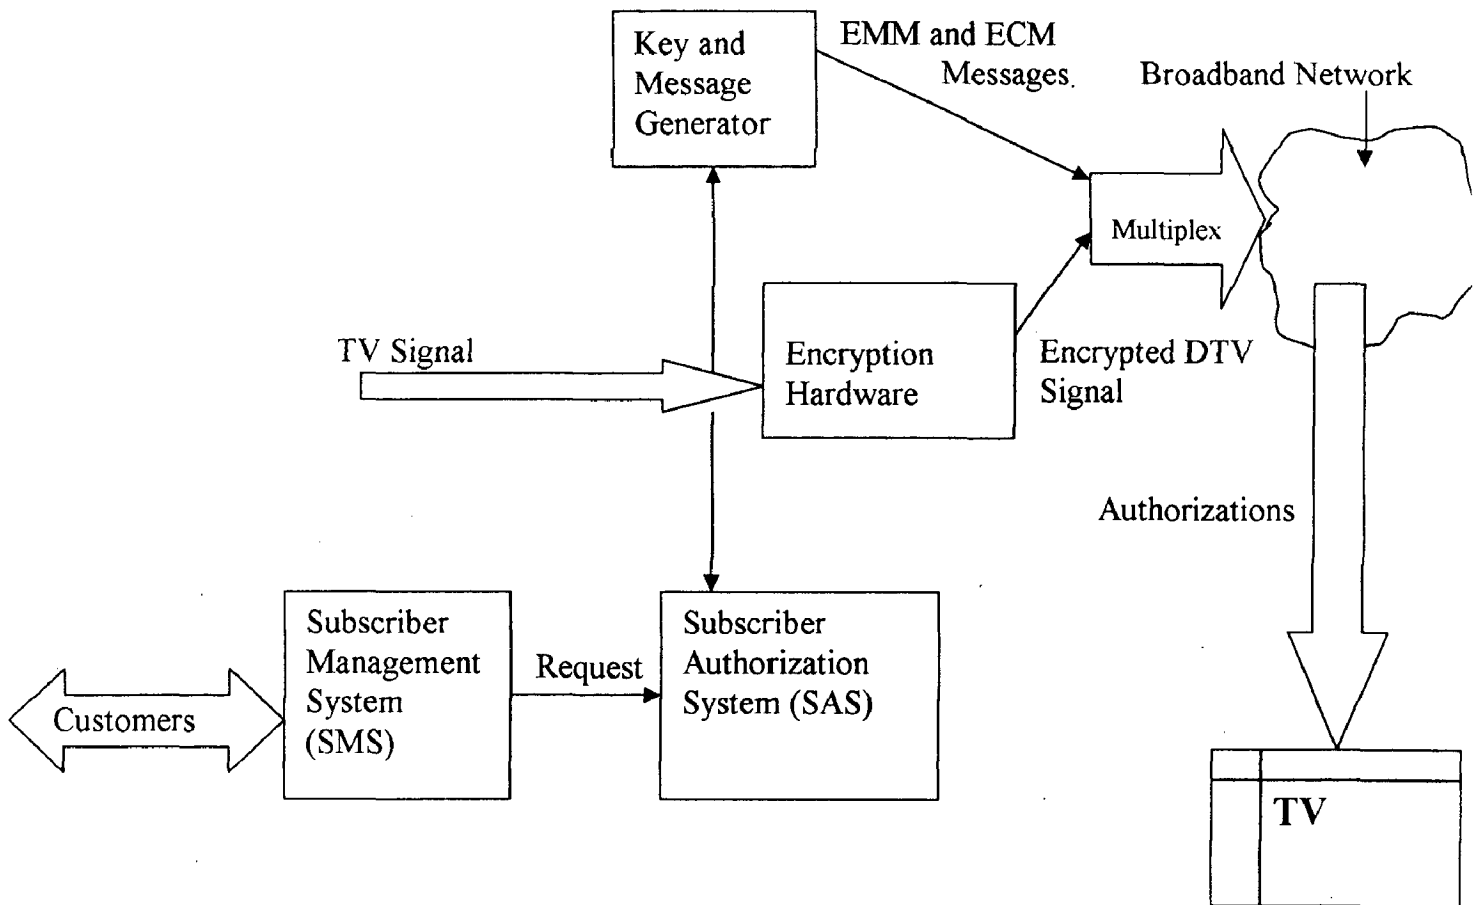 Key and
Message
Generator
EMM and ECM
Messages.
Broadband Network
Multiplex
TV Signal
Encryption
Hardware
Encrypted DTV
Signal
Authorizations
Customers
Subscriber
Management
System
(SMS)
Request
Subscriber
Authorization
System (SAS)
TV